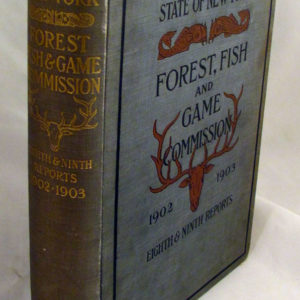 YORK
FOREST
FISH & GAME
COMMISSION
EIGHTH & NINTH
REPORTS
1902-1903
STATE OF NEW
FOREST, FISH
AND
GAME
COMMISSION
1902 1903
EIGHTH & NINTH REPORTS